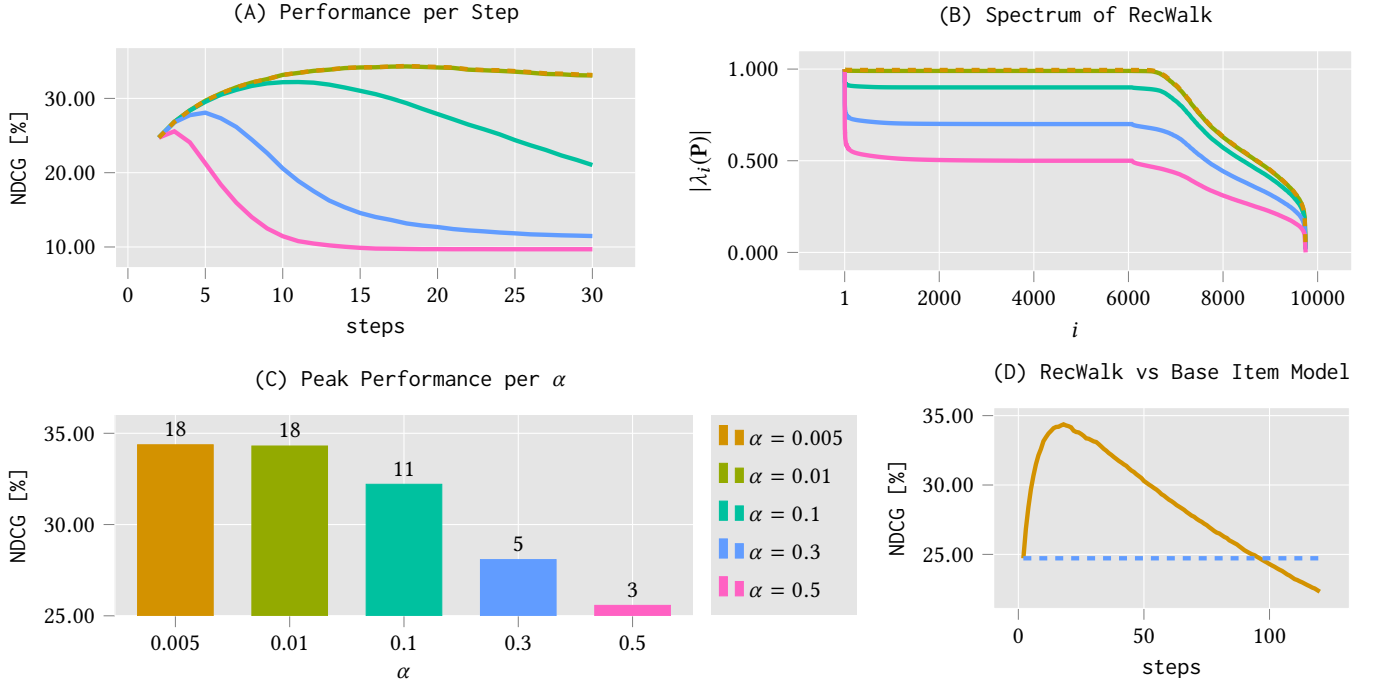 (A) Performance per Step
NDCG [%]
30.00
20.00
10.00
0 5 10 15 20 25 30
steps
(B) Spectrum of RecWalk
|λi(P)|
1.000
0.500
0.000
1 2000 4000 6000 8000 10000
i
(C) Peak Performance per α
NDCG [%]
35.00
30.00
25.00
18 18 11 5 3
0.005 0.01 0.1 0.3 0.5
α
α = 0.005
α = 0.01
α = 0.1
α = 0.3
α = 0.5
(D) RecWalk vs Base Item Model
NDCG [%]
35.00
30.00
25.00
0 50 100
steps